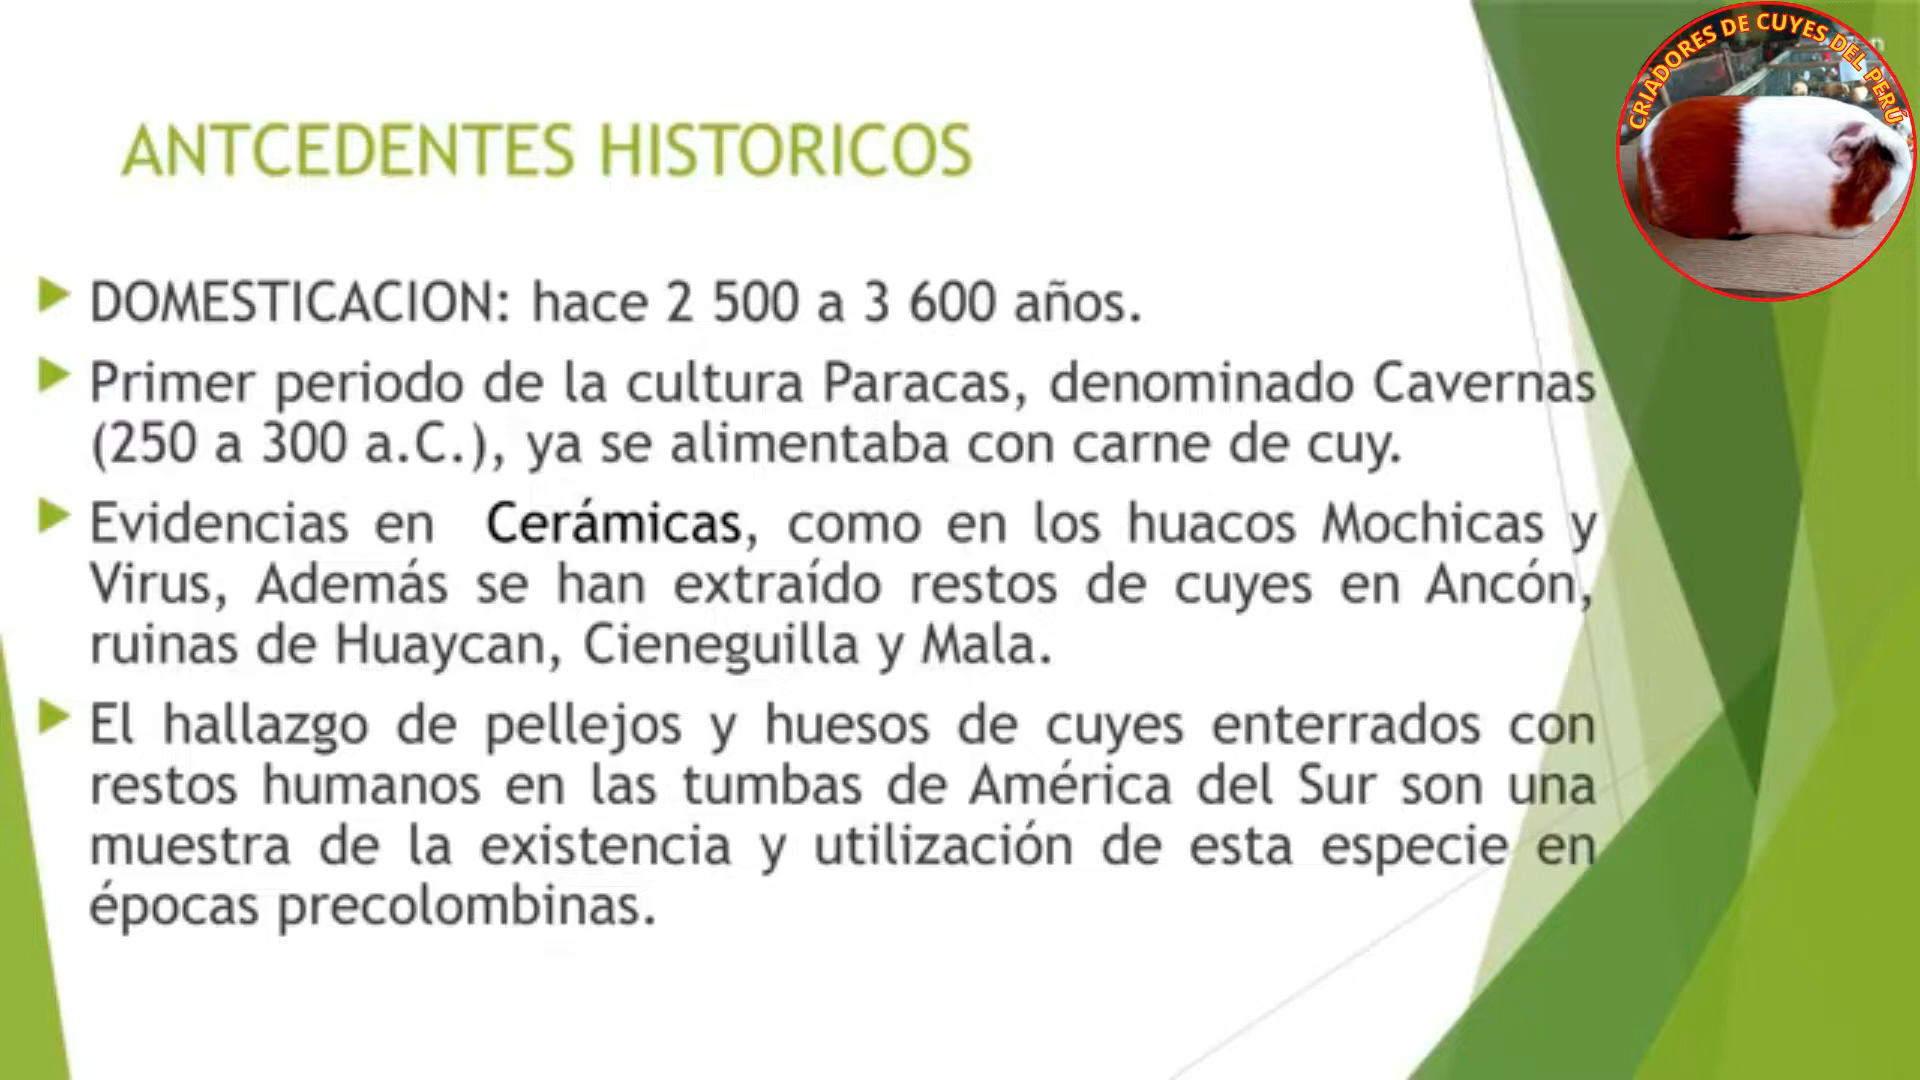 CRIADORES DE CUYES DEL PERÚ
ANTCEDENTES HISTORICOS
DOMESTICACION: hace 2 500 a 3 600 años.
Primer periodo de la cultura Paracas, denominado Cavernas
(250 a 300 a.C.), ya se alimentaba con carne de cuy.
Evidencias en Cerámicas, como en los huacos Mochicas y
Virus, Además se han extraído restos de cuyes en Ancón,
ruinas de Huaycan, Cieneguilla y Mala.
El hallazgo de pellejos y huesos de cuyes enterrados con
restos humanos en las tumbas de América del Sur son una
muestra de la existencia y utilización de esta especie en
épocas precolombinas.